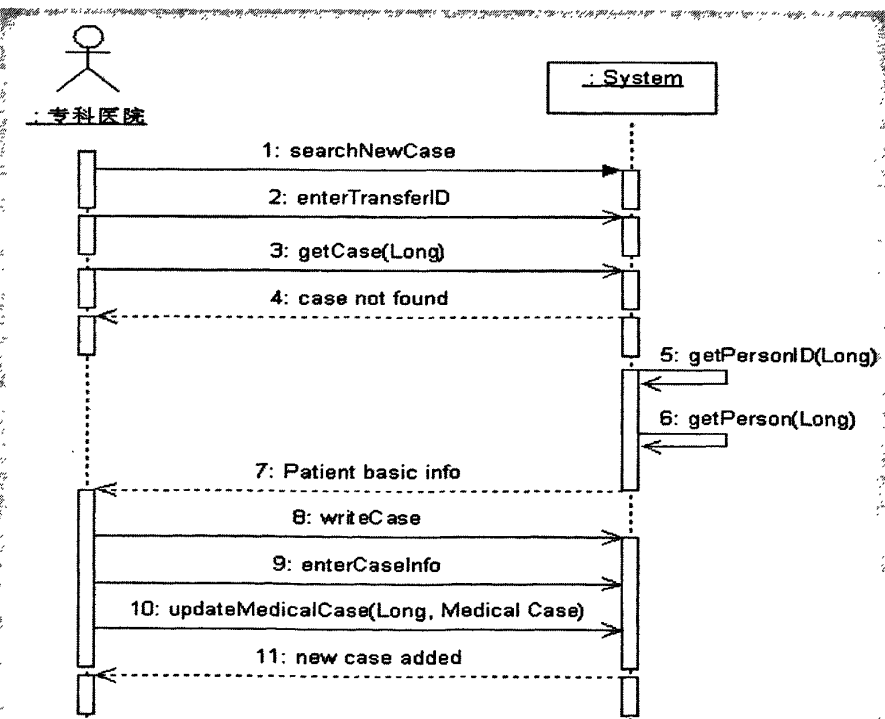 : 专科医院
: System
1: searchNewCase
2: enterTransferID
3: getCase(Long)
4: case not found
5: getPersonID(Long)
6: getPerson(Long)
7: Patient basic info
8: writeCase
9: enterCaseInfo
10: updateMedicalCase(Long, Medical Case)
11: new case added